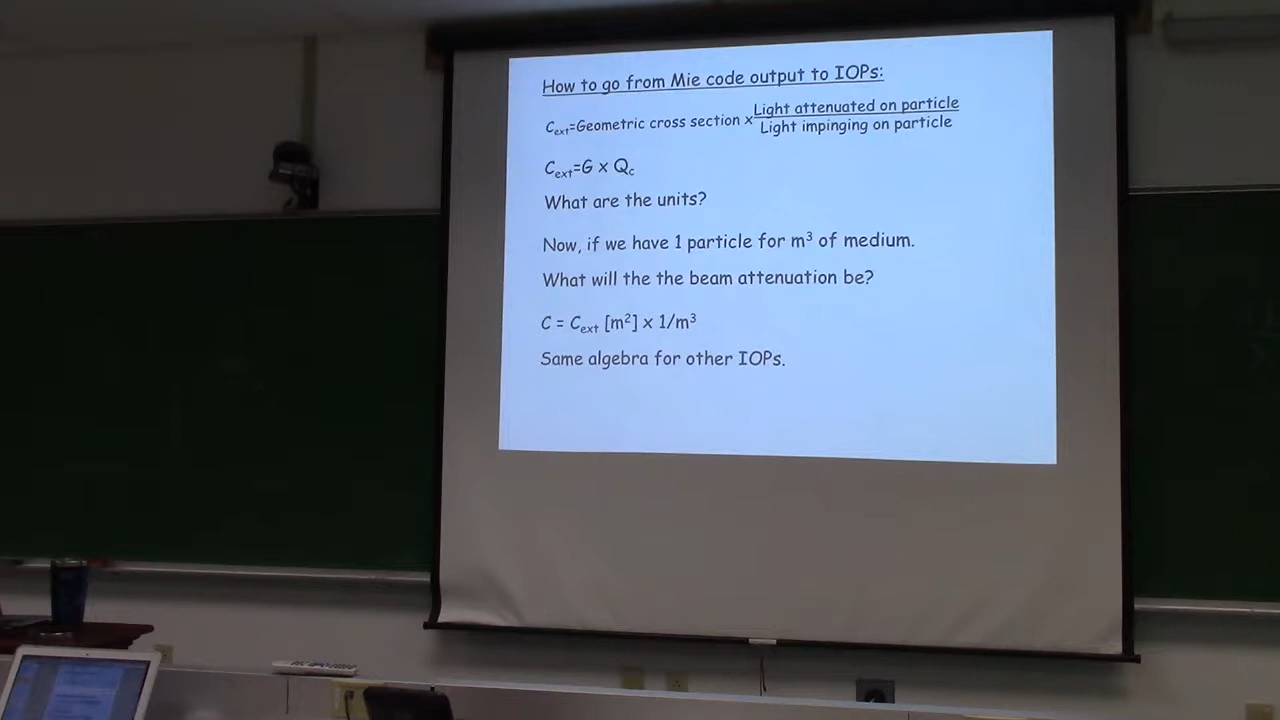 How to go from Mie code output to IOPs:
Cext=Geometric cross section x Light attenuated on particle
Light impinging on particle
Cext=G x Qc
What are the units?
Now, if we have 1 particle for m³ of medium.
What will the the beam attenuation be?
C = Cext [m²] x 1/m³
Same algebra for other IOPs.